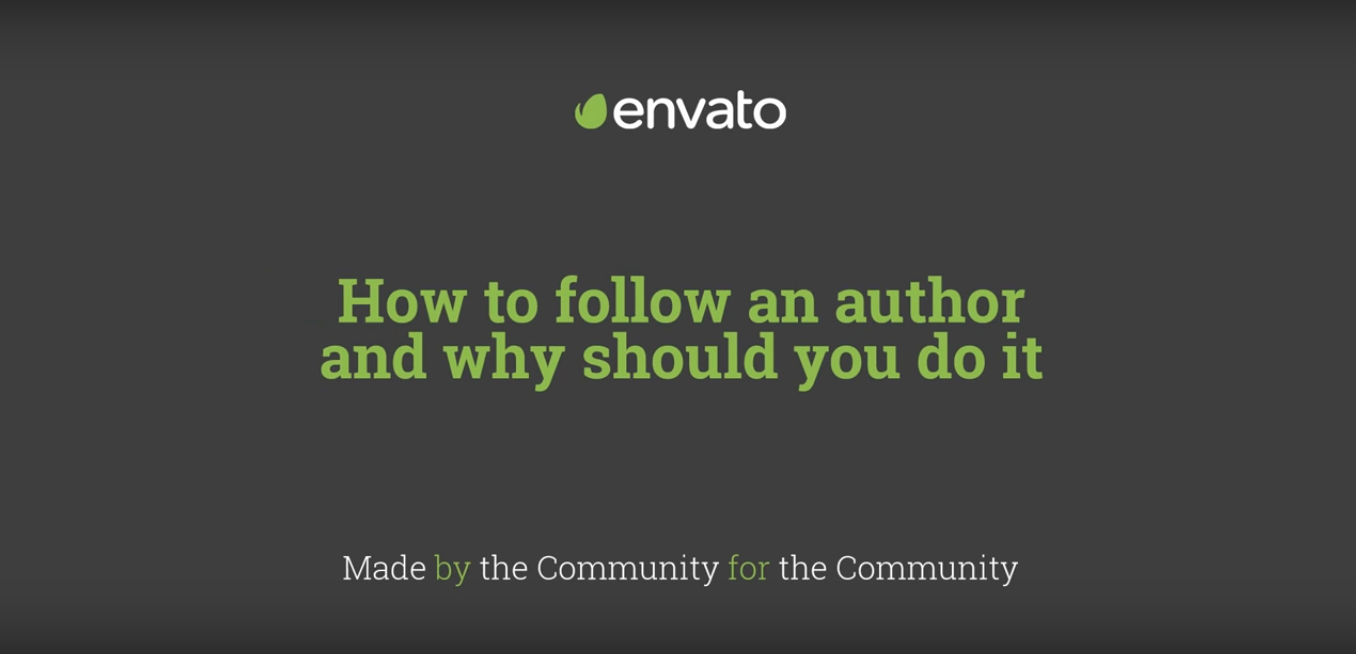 envato
How to follow an author
and why should you do it
Made by the Community for the Community